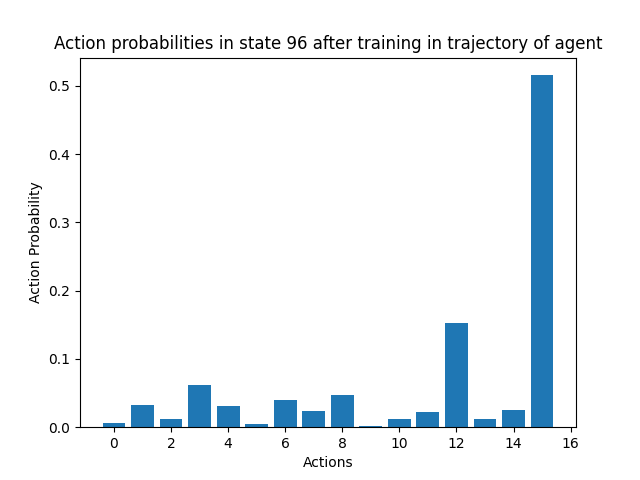 Action probabilities in state 96 after training in trajectory of agent
0.5
0.4
0.3
0.2
0.1
0.0
Action Probability
0 2 4 6 8 10 12 14 16
Actions